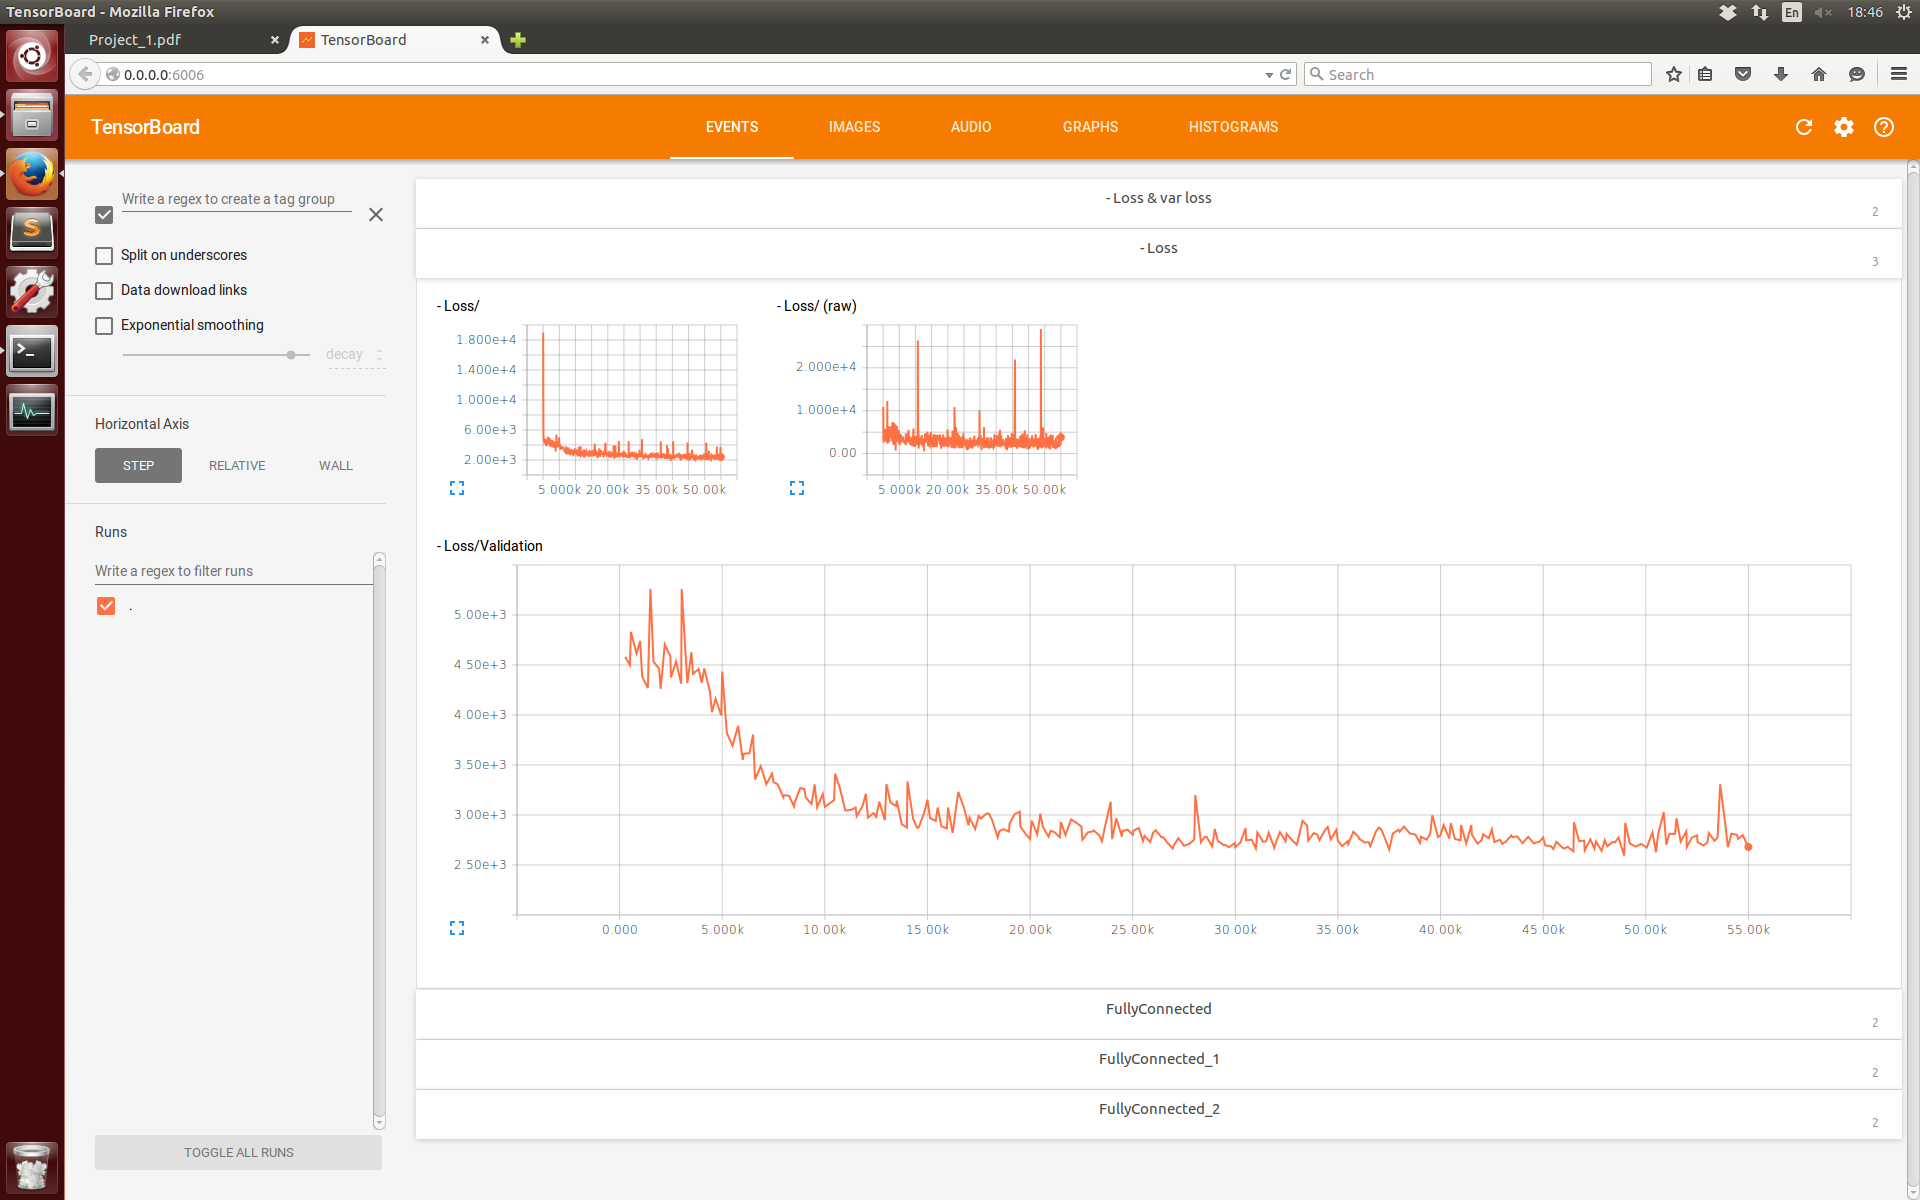 TensorBoard - Mozilla Firefox
En
18:46
Project_1.pdf
TensorBoard
0.0.0.0:6006
Search
TensorBoard
EVENTS
IMAGES
AUDIO
GRAPHS
HISTOGRAMS
Write a regex to create a tag group
Split on underscores
Data download links
Exponential smoothing
decay
Horizontal Axis
STEP
RELATIVE
WALL
Runs
Write a regex to filter runs
.
TOGGLE ALL RUNS
- Loss & var loss
2
- Loss
3
- Loss/
1.800e+4
1.400e+4
1.000e+4
6.00e+3
2.00e+3
5.000k 20.00k 35.00k 50.00k
- Loss/ (raw)
2.000e+4
1.000e+4
0.00
5.000k 20.00k 35.00k 50.00k
- Loss/Validation
5.00e+3
4.50e+3
4.00e+3
3.50e+3
3.00e+3
2.50e+3
0.000 5.000k 10.00k 15.00k 20.00k 25.00k 30.00k 35.00k 40.00k 45.00k 50.00k 55.00k
FullyConnected
2
FullyConnected_1
2
FullyConnected_2
2